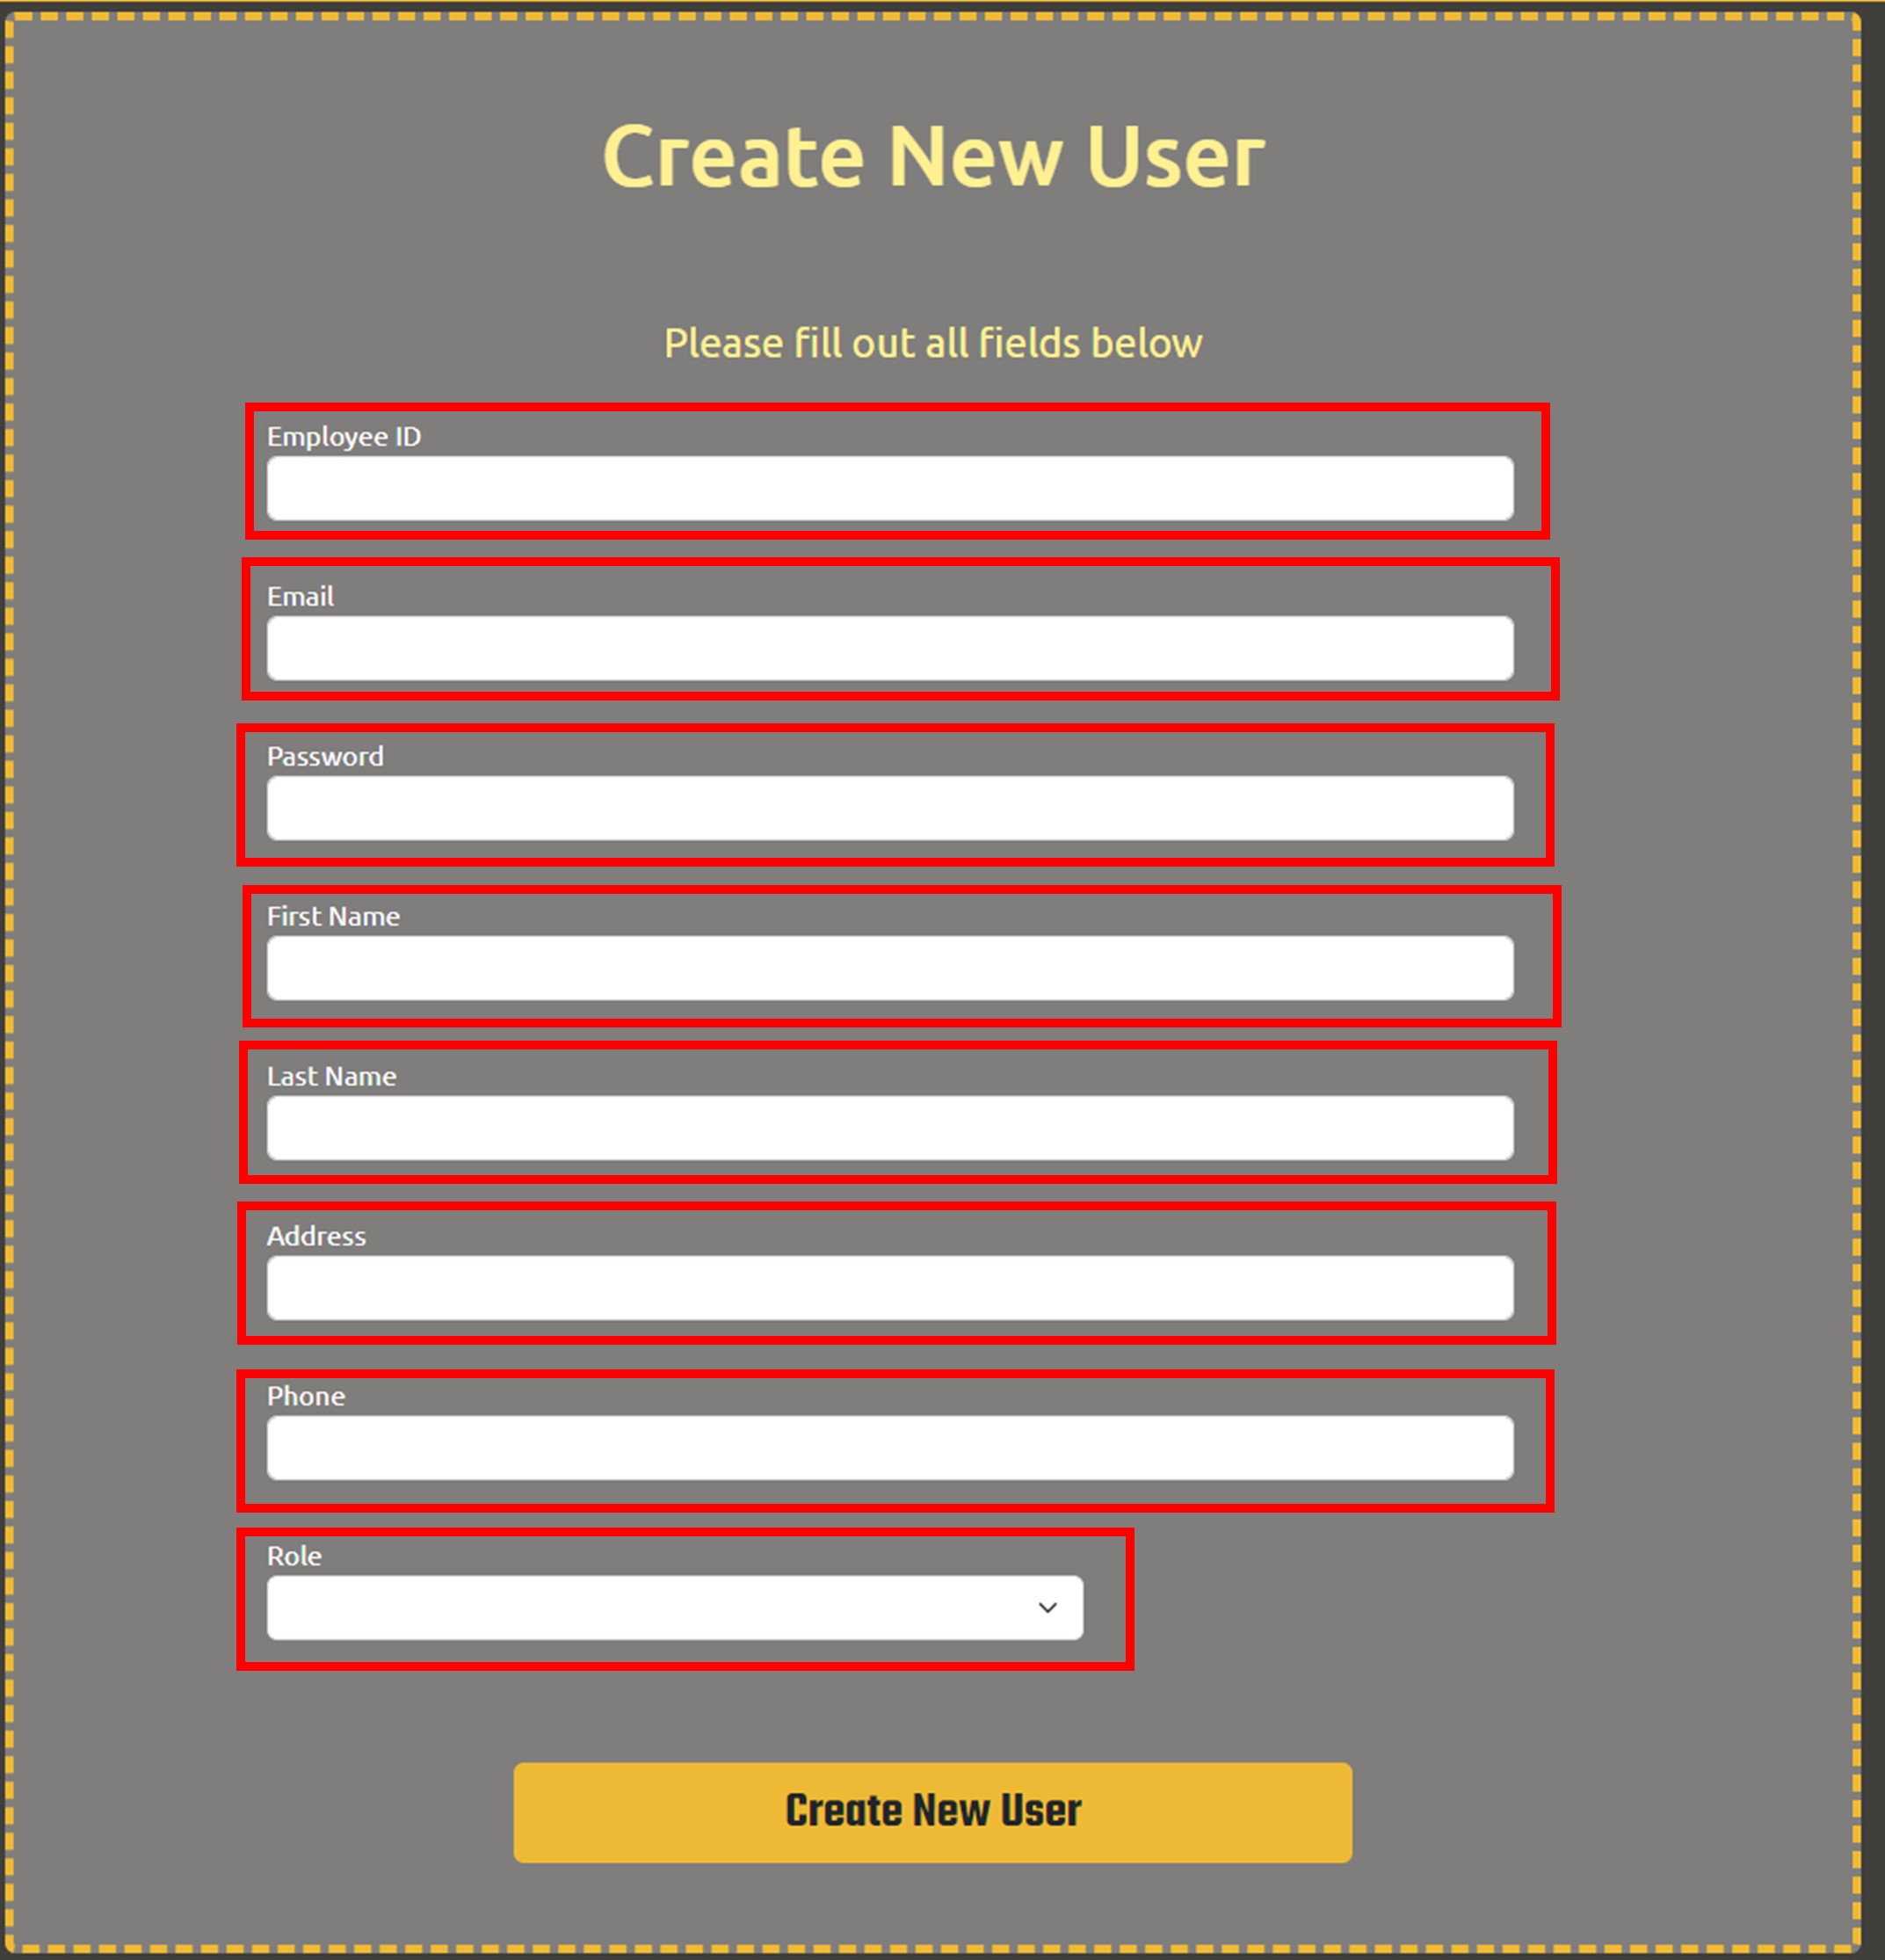 Create New User
Please fill out all fields below
Employee ID
Email
Password
First Name
Last Name
Address
Phone
Role
Create New User